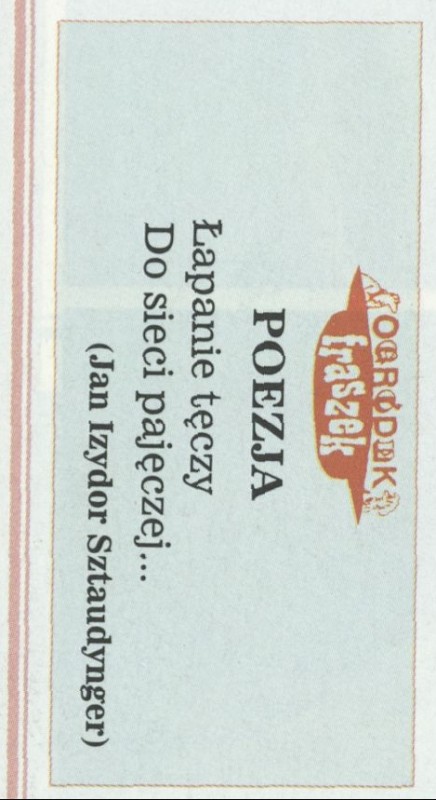 OGRÓDEK
fraszek
POEZJA
Łapanie tęczy
Do sieci pajęczej...
(Jan Izydor Sztaudynger)